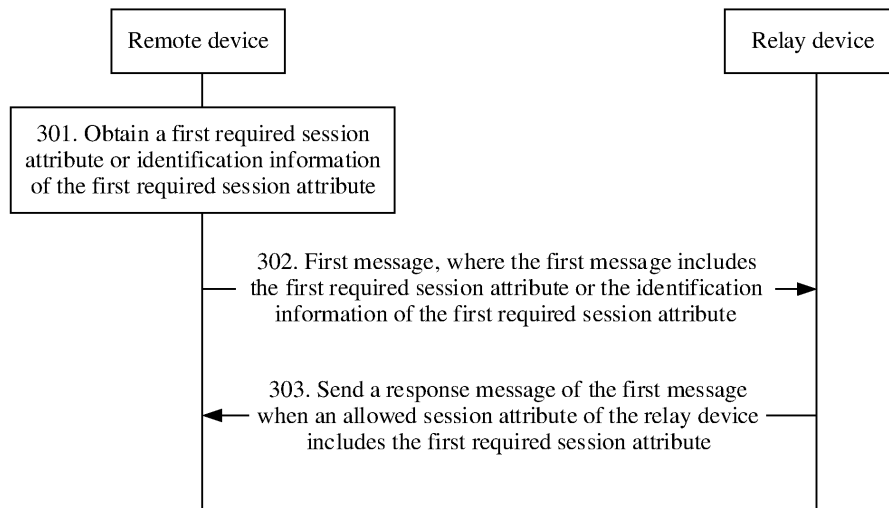 Remote device
Relay device
301. Obtain a first required session
attribute or identification information
of the first required session attribute
302. First message, where the first message includes
the first required session attribute or the identification
information of the first required session attribute
303. Send a response message of the first message
when an allowed session attribute of the relay device
includes the first required session attribute